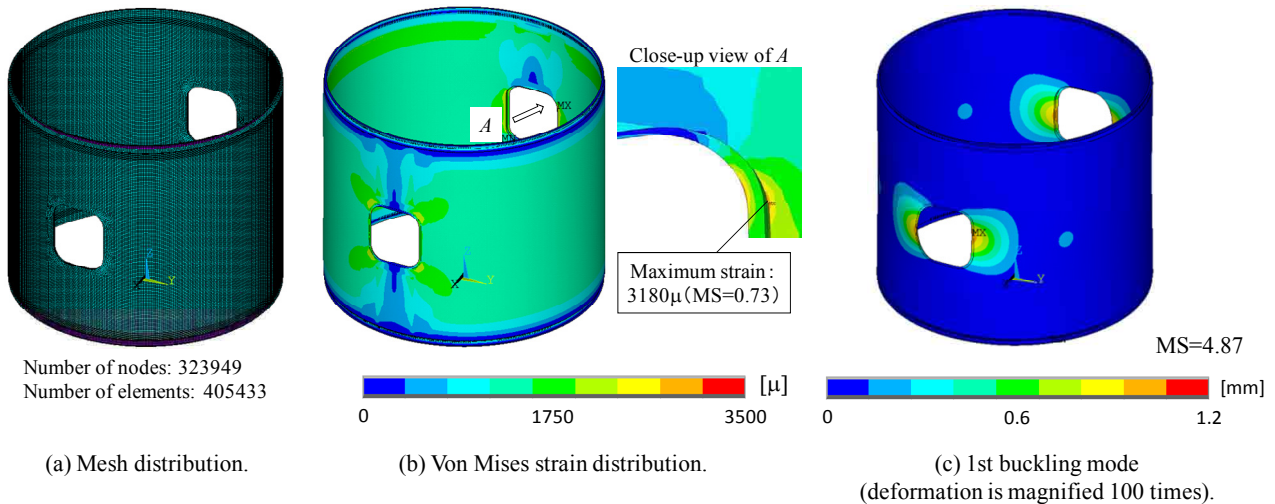 Close-up view of A
A
MX
MN
Z
Y
X
Z
Y
X
MX
Z
Y
X
Maximum strain :
3180μ(MS=0.73)
MS=4.87
Number of nodes: 323949
Number of elements: 405433
[μ]
0 1750 3500
[mm]
0 0.6 1.2
(a) Mesh distribution.
(b) Von Mises strain distribution.
(c) 1st buckling mode
(deformation is magnified 100 times).